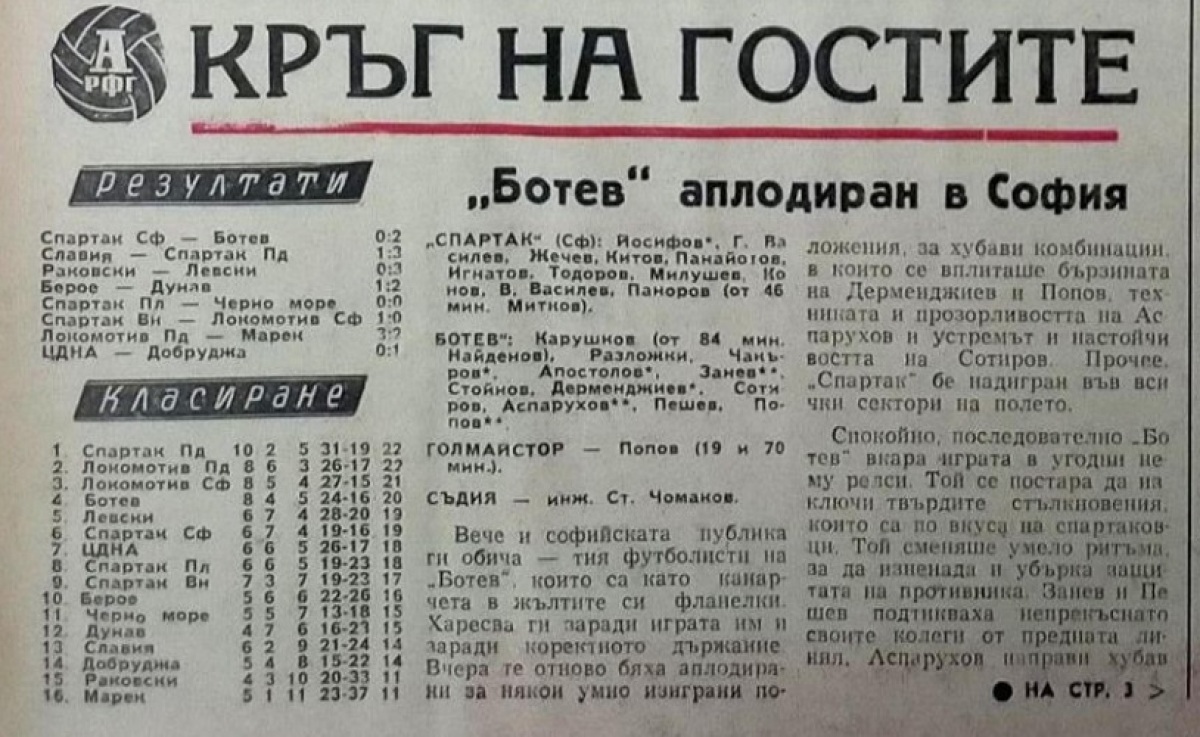 А
РФГ
КРЪГ НА ГОСТИТЕ
Резултати
Спартак Сф — Ботев 0:2
Славия — Спартак Пд 1:3
Раковски — Левски 0:3
Берое — Дунав 1:2
Спартак Пл — Черно море 0:0
Спартак Вн — Локомотив Сф 1:0
Локомотив Пд — Марек
ЦДНА — Добруджа 0:1
Класиране
1. Спартак Пд 10 2 5 31-19 22
2. Локомотив Пд 8 6 3 26-17 22
3. Локомотив Сф 8 5 4 27-15 21
4. Ботев 8 4 5 24-16 20
5. Левски 6 7 4 28-20 19
6. Спартак Сф 6 7 4 19-16 19
7. ЦДНА 6 6 5 26-17 18
8. Спартак Пл 6 6 5 19-23 18
9. Спартак Вн 7 3 7 19-23 17
10. Берое 5 6 6 22-26 16
11. Черно море 5 5 7 13-18 15
12. Дунав 4 7 6 16-23 15
13 Славия 6 2 9 21-24 14
14. Добруджа 5 4 8 15-22 14
15 Раковски 4 3 10 20-33 11
16. Марек 5 1 11 23-37 11
„Ботев“ аплодиран в София
„СПАРТАК“ (Сф): Йосифов*, Г. Ва
силев, Жечев, Китов, Панайотов,
Игнатов, Тодоров, Милушев, Ко
нов, В. Василев, Паноров (от 46
мин. Митков).
БОТЕВ“: Карушков (от 84 мин.
Найденов), Разложки, Чакъ-
ров*, Апостолов*, Занев**,
Стойнов, Дерменджиев*, Соти
ров, Аспарухов**, Пешев, По-
пов**
ГОЛМАЙСТОР — Попов (19 и 70
мин.).
СЪДИЯ — инж. Ст. Чоманов.
Вече и софийската публика
ги обича — тия футболисти на
„Ботев“, които са като канар-
чета в жълтите си фланелки.
Харесва ги заради играта им и
заради коректното държание.
Вчера те отново бяха аплодира-
ни за някои умно изиграни по-
ложения, за хубави комбинации,
в които се вплиташе бързината
на Дерменджиев и Попов, тех-
никата и прозорливостта на Ас
парухов и устремът и настойчи
востта на Сотиров. Прочее,
„Спартак“ бе надигран във вси
чки сектори на полето.
Спокойно, последователно „Бо
тев“ вкара играта в угодни не
му релси. Той се постара да из
ключи твърдите стълкновения,
които са по вкуса на спартаков-
ци. Той сменяше умело ритъма,
за да изненада и убърка защи
тата на противника. Занев и Пе
шев подтикваха непрекъснато
своите колеги от предната ли-
ния. Аспарухов направи хубав
● НА СТР. 3 >